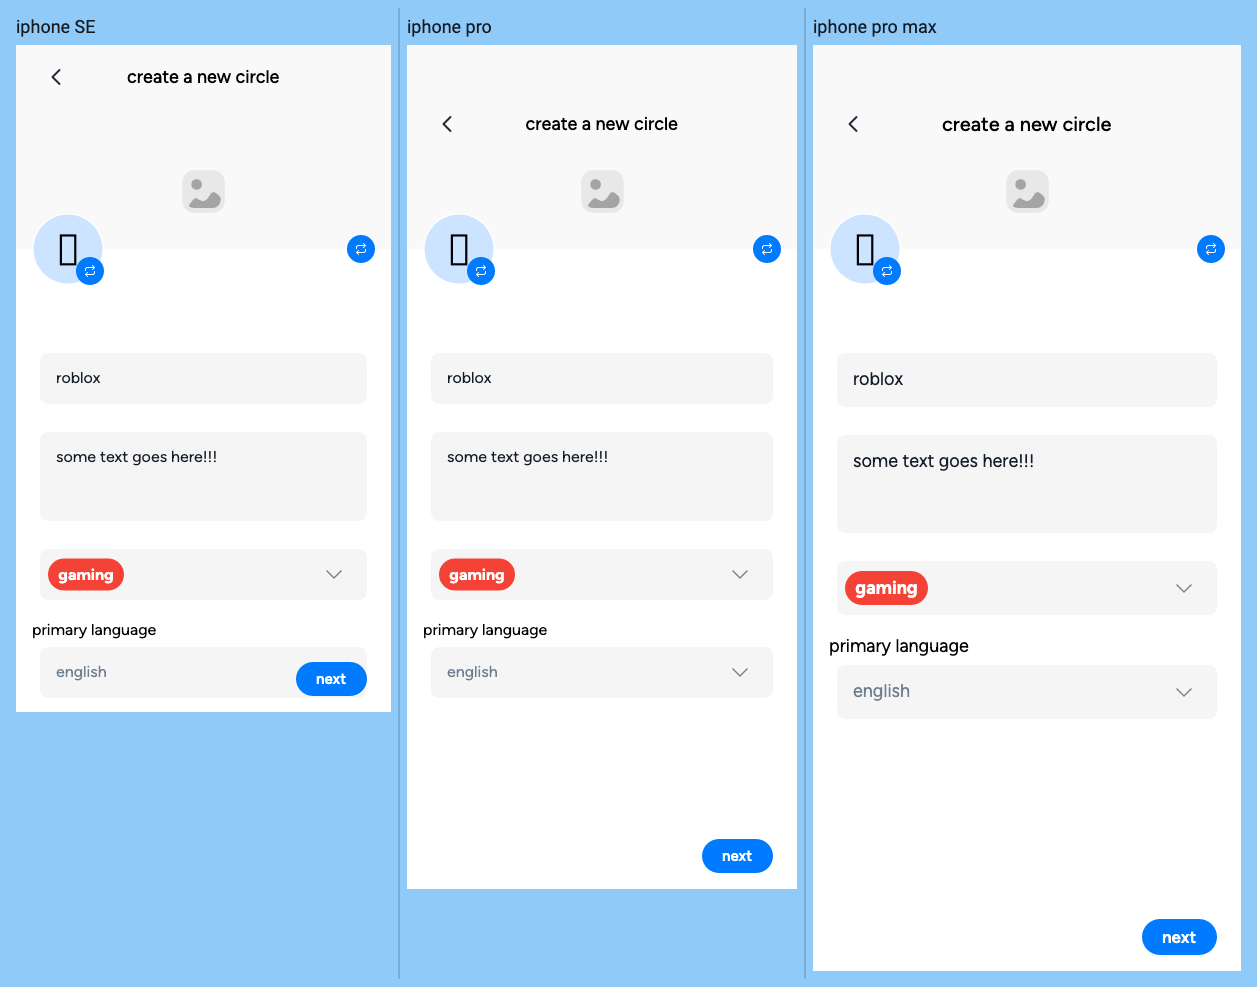 iphone SE
create a new circle
roblox
some text goes here!!!
gaming
primary language
english
next
iphone pro
create a new circle
roblox
some text goes here!!!
gaming
primary language
english
next
iphone pro max
create a new circle
roblox
some text goes here!!!
gaming
primary language
english
next